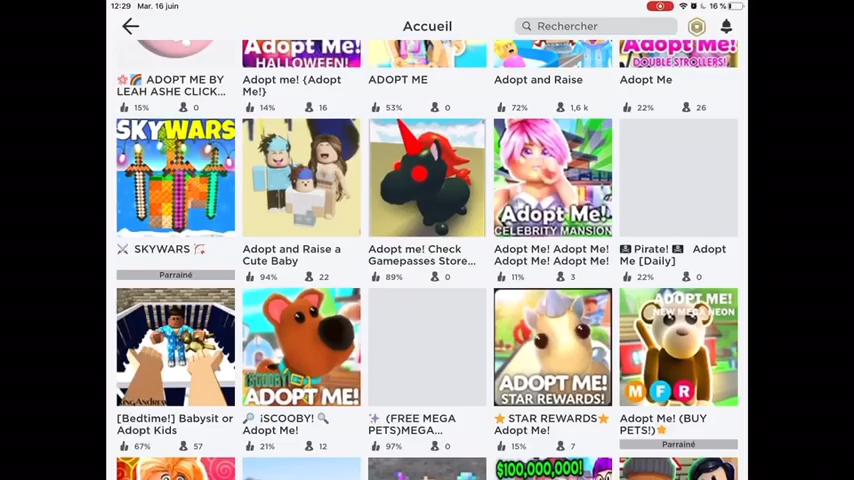 12:29 Mar. 16 juin
16 %
Accueil
Rechercher
Adopt Me!
HALLOWEEN!
Adopt Me!
DOUBLE STROLLERS!
ADOPT ME BY
LEAH ASHE CLICK...
Adopt me! {Adopt
Me!}
ADOPT ME
Adopt and Raise
Adopt Me
15% 0
14% 16
53% 0
72% 1,6 k
22% 26
SKYWARS
Adopt Me!
CELEBRITY MANSION
SKYWARS
Adopt and Raise a
Cute Baby
Adopt me! Check
Gamepasses Store...
Adopt Me! Adopt Me!
Adopt Me! Adopt Me!
Pirate! Adopt
Me [Daily]
Parrainé
94% 22
89% 0
11% 3
22% 0
SCOOBY!
ADOPT ME!
ADOPT ME!
STAR REWARDS!
ADOPT ME!
NEW MEGA NEON
M F R
[Bedtime!] Babysit or
Adopt Kids
¡SCOOBY!
Adopt Me!
(FREE MEGA
PETS)MEGA...
STAR REWARDS
Adopt Me!
Adopt Me! (BUY
PETS!)
67% 57
21% 12
97% 0
15% 7
Parrainé
$100,000,000!